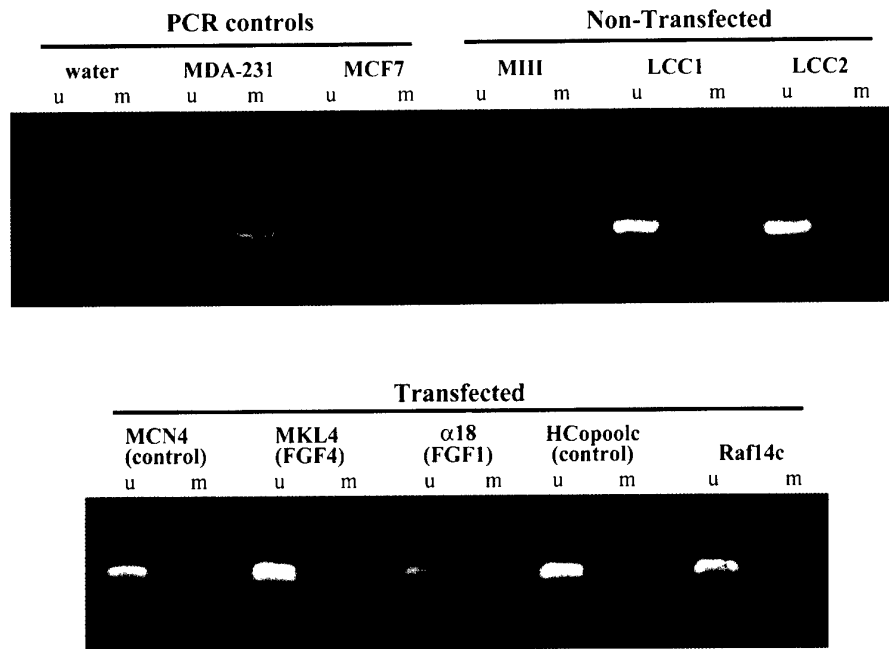 PCR controls Non-Transfected
water MDA-231 MCF7 MIII LCC1 LCC2
u m u m u m u m u m u m
Transfected
MCN4 MKL4 α18 HCopoolc Raf14c
(control) (FGF4) (FGF1) (control)
u m u m u m u m u m